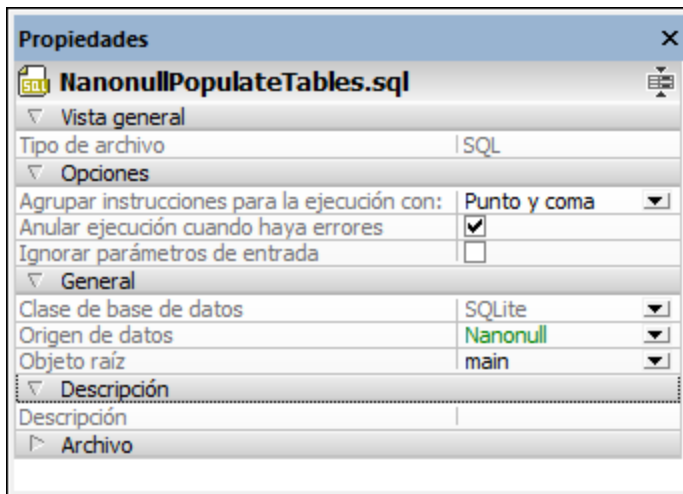 Propiedades
NanonullPopulateTables.sql
Vista general
Tipo de archivo SQL
Opciones
Agrupar instrucciones para la ejecución con: Punto y coma
Anular ejecución cuando haya errores
Ignorar parámetros de entrada
General
Clase de base de datos SQLite
Origen de datos Nanonull
Objeto raíz main
Descripción
Descripción
Archivo